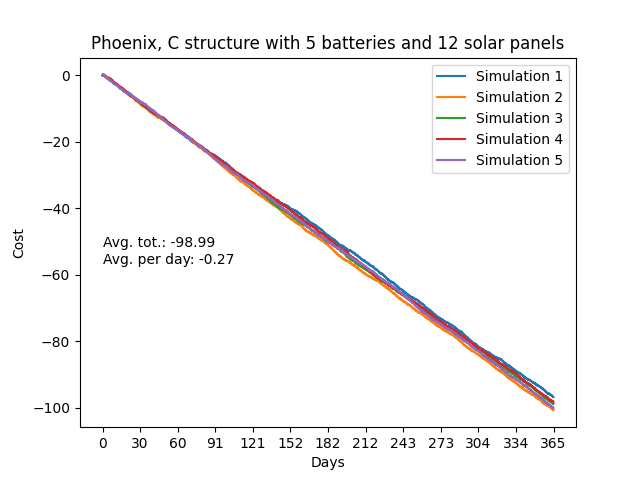 Phoenix, C structure with 5 batteries and 12 solar panels
Simulation 1
Simulation 2
Simulation 3
Simulation 4
Simulation 5
Avg. tot.: -98.99
Avg. per day: -0.27
Cost
0
−20
−40
−60
−80
−100
0 30 60 91 121 152 182 212 243 273 304 334 365
Days